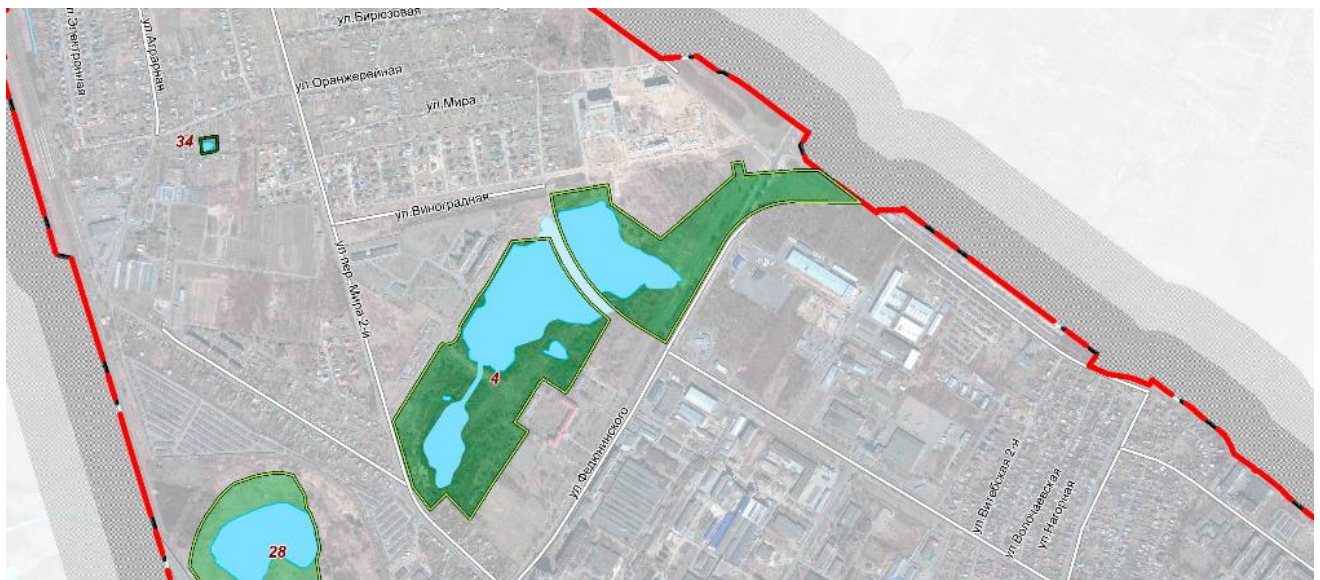 ул.Бирюзовая
ул.Электронная
ул.Аграрная
ул.Оранжерейная
ул.Мира
34
ул.Виноградная
ул.пер. Мира 2-й
4
ул.Федюнинского
ул.Витебская 2-я
ул.Волочаевская
ул.Нагорная
28